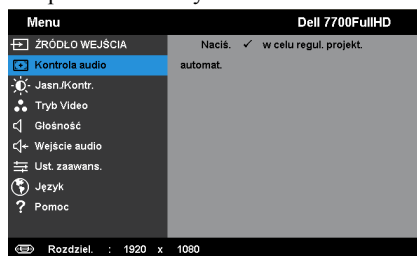 Menu Dell 7700FullHD
ŹRÓDŁO WEJŚCIA
Kontrola audio
Jasn./Kontr.
Tryb Video
Głośność
Wejście audio
Ust. zaawans.
Język
? Pomoc
Naciś. ✓ w celu regul. projekt.
automat.
Rozdziel. : 1920 x 1080